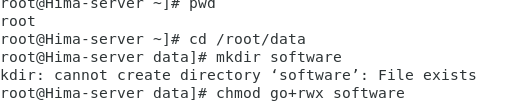 root@Hima-server ~]# pwd
root
root@Hima-server ~]# cd /root/data
root@Hima-server data]# mkdir software
kdir: cannot create directory ‘software’: File exists
root@Hima-server data]# chmod go+rwx software